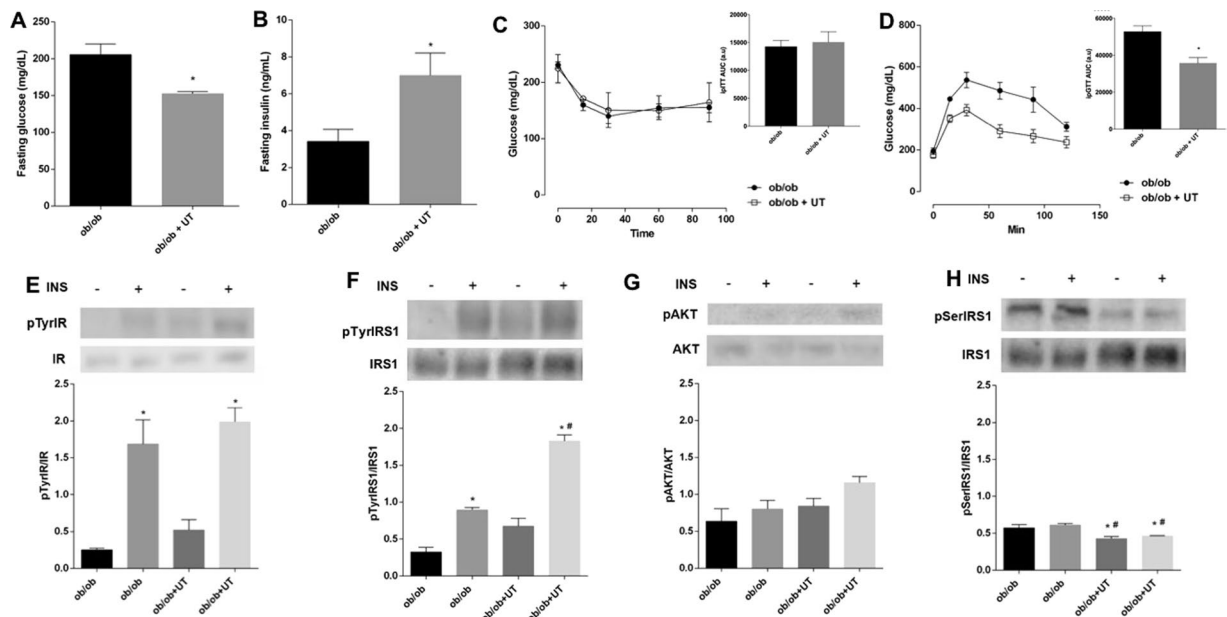 A
Fasting glucose (mg/dL)
250
200
150
100
50
0
*
ob/ob
ob/ob + UT
B
Fasting insulin (ng/mL)
10
8
6
4
2
0
*
ob/ob
ob/ob + UT
C
Glucose (mg/dL)
300
200
100
0
0 20 40 60 80 100
Time
ipITT AUC (a.u)
20000
15000
10000
5000
0
ob/ob
ob/ob + UT
ob/ob
ob/ob + UT
D
Glucose (mg/dL)
800
600
400
200
0 50 100 150
Min
ipGTT AUC (a.u)
60000
40000
20000
0
*
ob/ob
ob/ob + UT
ob/ob
ob/ob + UT
E
INS - + - +
pTyrIR
IR
pTyrIR/IR
2.5
2.0
1.5
1.0
0.5
0.0
* *
ob/ob
ob/ob
ob/ob+UT
ob/ob+UT
F
INS - + - +
pTyrIRS1
IRS1
pTyrIRS1/IRS1
2.5
2.0
1.5
1.0
0.5
0.0
* * #
ob/ob
ob/ob
ob/ob+UT
ob/ob+UT
G
INS - + - +
pAKT
AKT
pAKT/AKT
2.5
2.0
1.5
1.0
0.5
0.0
ob/ob
ob/ob
ob/ob+UT
ob/ob+UT
H
INS - + - +
pSerIRS1
IRS1
pSerIRS1/IRS1
2.5
2.0
1.5
1.0
0.5
0.0
* # * #
ob/ob
ob/ob
ob/ob+UT
ob/ob+UT